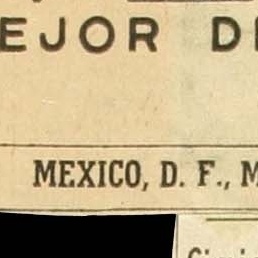 EJOR D
MEXICO, D. F., M